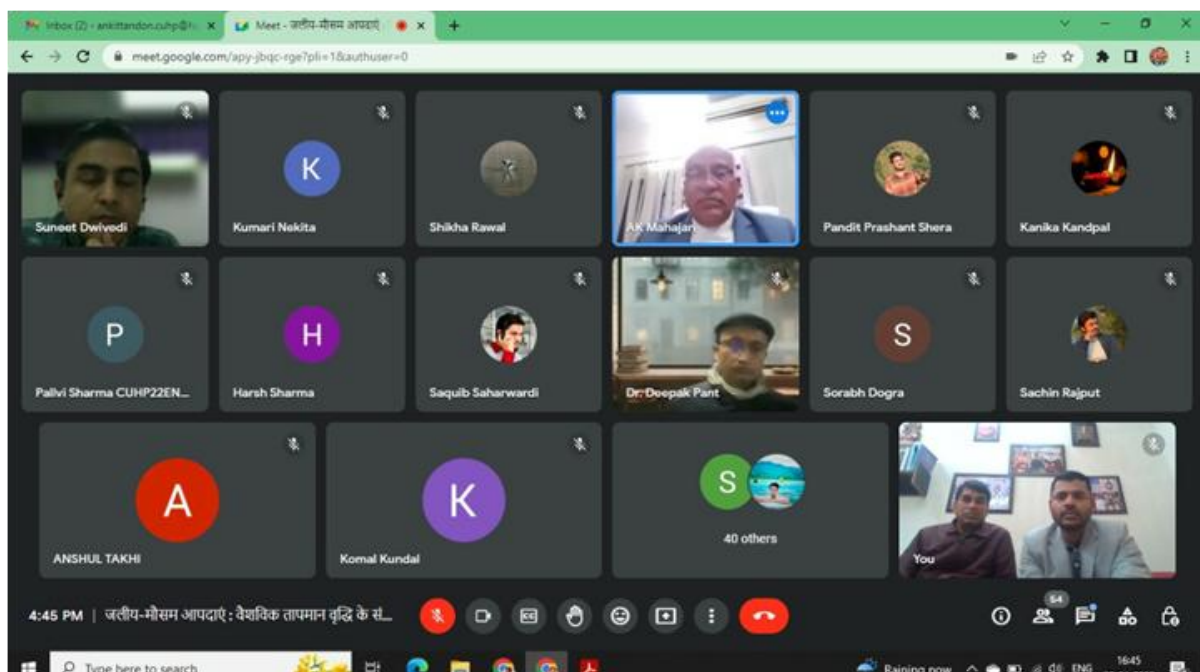 Inbox (2) - ankittandon.cuhp@h
Meet - जलीय-मौसम आपदाएं
meet.google.com/apy-jbqc-rge?pli=1&authuser=0
Suneet Dwivedi
K
Kumari Nekita
Shikha Rawal
AK Mahajan
Pandit Prashant Shera
Kanika Kandpal
P
Pallvi Sharma CUHP22EN...
H
Harsh Sharma
Saquib Saharwardi
Dr. Deepak Pant
S
Sorabh Dogra
Sachin Rajput
A
ANSHUL TAKHI
K
Komal Kundal
S
40 others
You
4:45 PM | जलीय-मौसम आपदाएं : वैशविक तापमान वृद्धि के सं...
CC
54
Type here to search
Raining now
ENG
16:45